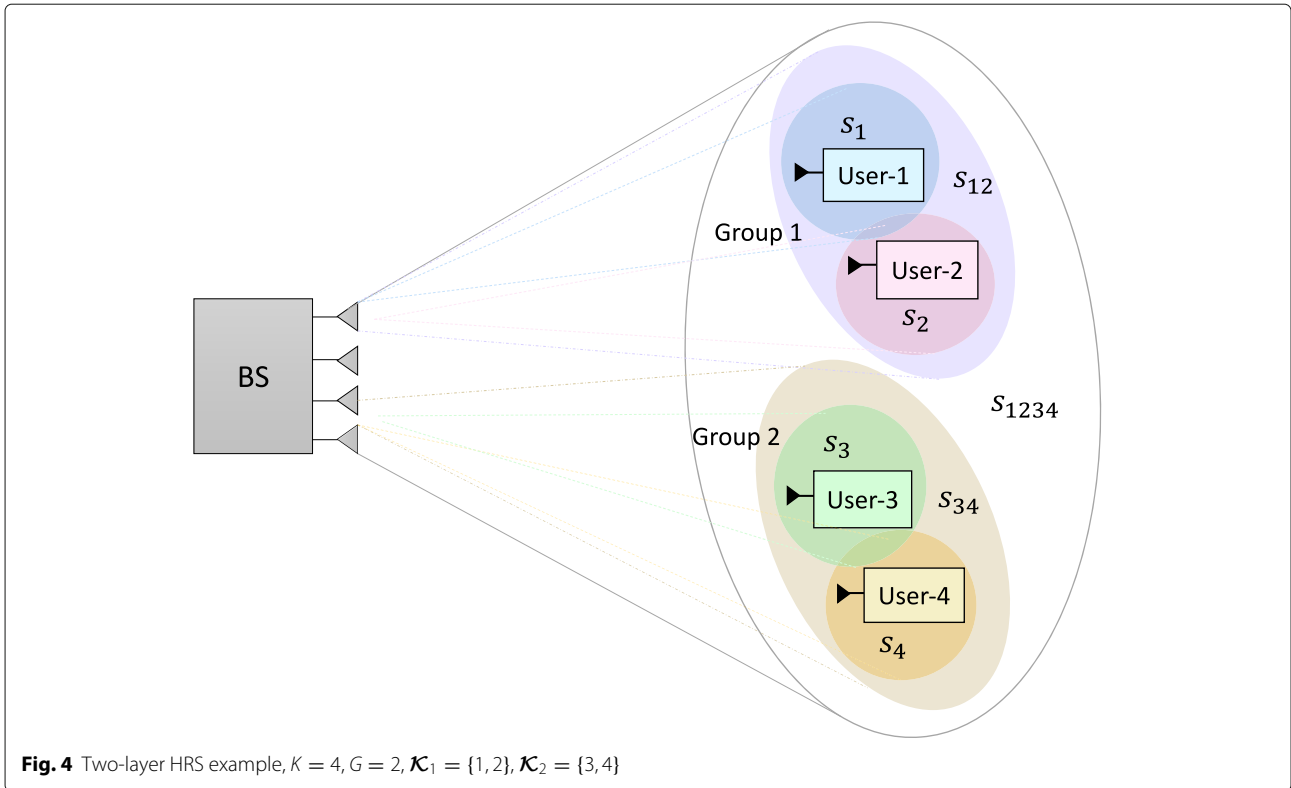 s₁
User-1
s₁₂
Group 1
User-2
s₂
BS
s₁₂₃₄
Group 2
s₃
User-3
s₃₄
User-4
s₄
Fig. 4 Two-layer HRS example, K = 4, G = 2, 𝒦₁ = {1, 2}, 𝒦₂ = {3, 4}